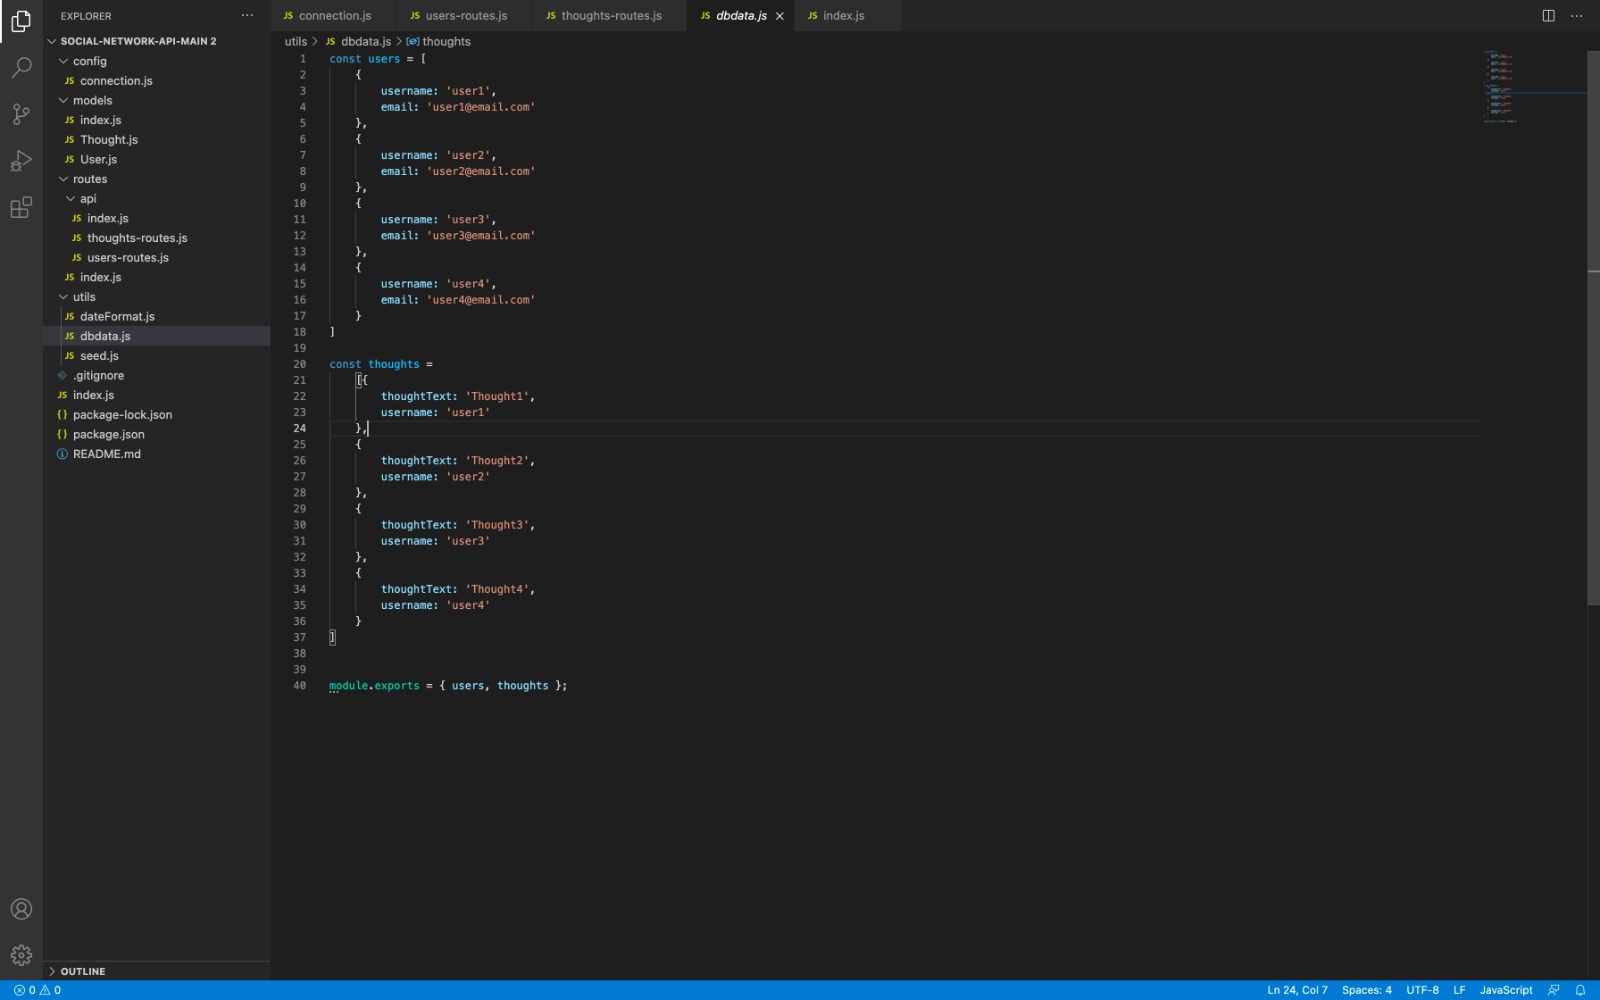 EXPLORER
SOCIAL-NETWORK-API-MAIN 2
config
JS connection.js
models
JS index.js
JS Thought.js
JS User.js
routes
api
JS index.js
JS thoughts-routes.js
JS users-routes.js
JS index.js
utils
JS dateFormat.js
JS dbdata.js
JS seed.js
.gitignore
JS index.js
{} package-lock.json
{} package.json
README.md
OUTLINE
JS connection.js JS users-routes.js JS thoughts-routes.js JS dbdata.js JS index.js
utils > JS dbdata.js > thoughts
1 const users = [
2 {
3 username: 'user1',
4 email: 'user1@email.com'
5 },
6 {
7 username: 'user2',
8 email: 'user2@email.com'
9 },
10 {
11 username: 'user3',
12 email: 'user3@email.com'
13 },
14 {
15 username: 'user4',
16 email: 'user4@email.com'
17 }
18 ]
19
20 const thoughts =
21 [{
22 thoughtText: 'Thought1',
23 username: 'user1'
24 },
25 {
26 thoughtText: 'Thought2',
27 username: 'user2'
28 },
29 {
30 thoughtText: 'Thought3',
31 username: 'user3'
32 },
33 {
34 thoughtText: 'Thought4',
35 username: 'user4'
36 }
37 ]
38
39
40 module.exports = { users, thoughts };
0 0 Ln 24, Col 7 Spaces: 4 UTF-8 LF JavaScript